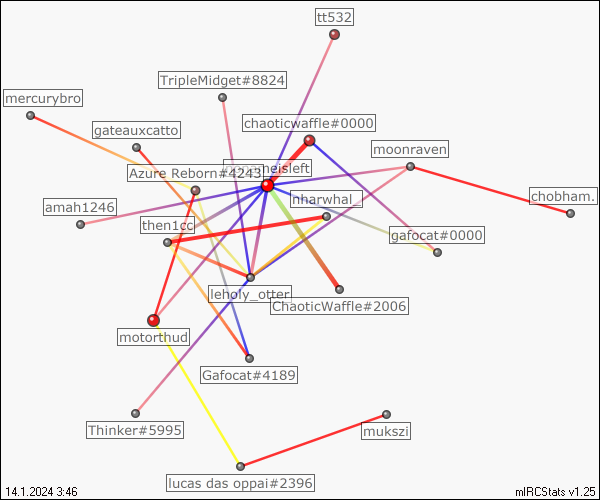 tt532
TripleMidget#8824
mercurybro
chaoticwaffle#0000
gateauxcatto
moonraven
Azure Reborn#4243
chobham.
amah1246
nharwhal_
then1cc
gafocat#0000
leholy_otter
ChaoticWaffle#2006
motorthud
Gafocat#4189
Thinker#5995
mukszi
lucas das oppai#2396
14.1.2024 3:46
mIRCStats v1.25